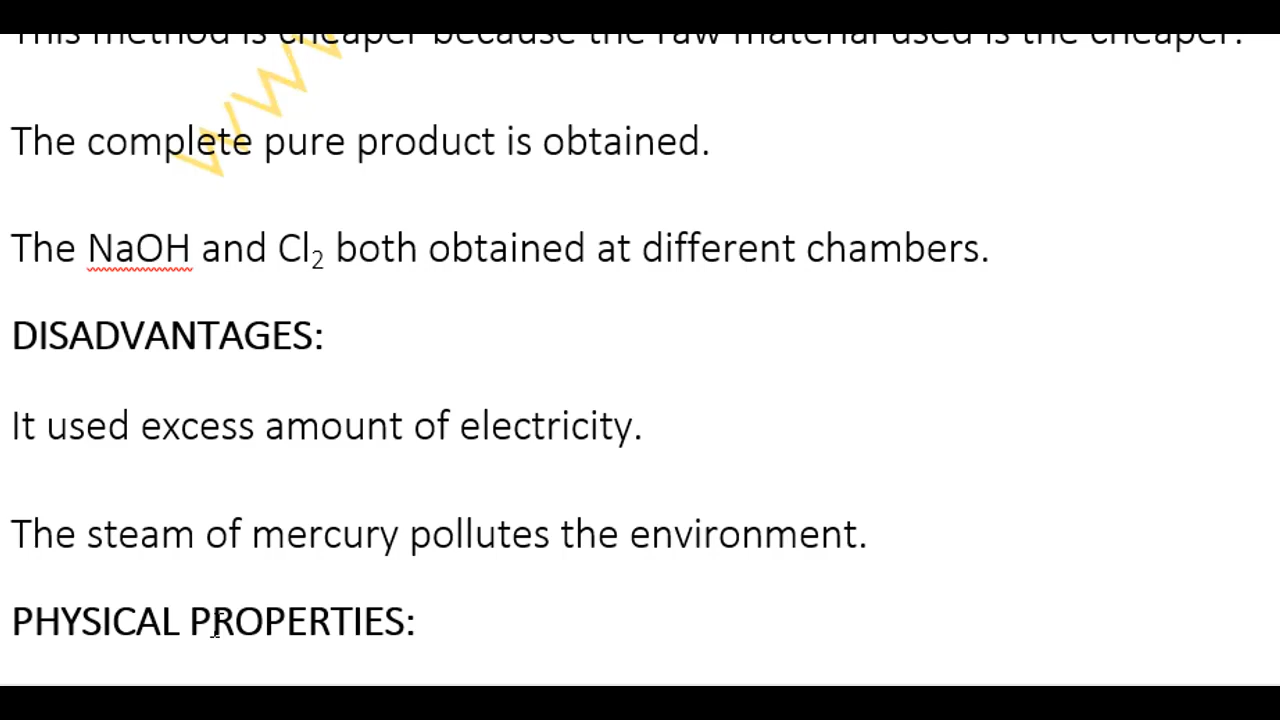 This method is cheaper because the raw material used is the cheaper.
www
The complete pure product is obtained.
The NaOH and Cl₂ both obtained at different chambers.
DISADVANTAGES:
It used excess amount of electricity.
The steam of mercury pollutes the environment.
PHYSICAL PROPERTIES: